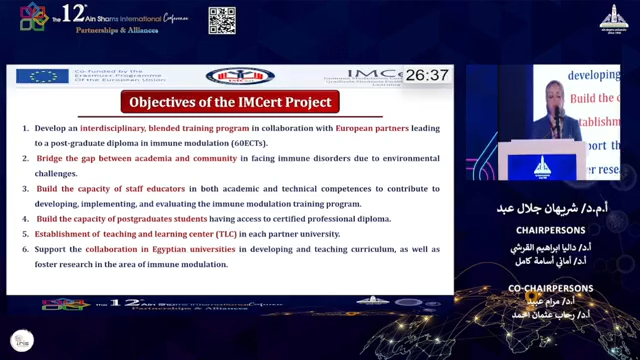 The 12th Ain Shams International Conference
Partnerships & Alliances
Co-funded by the
Erasmus+ Programme
of the European Union
IMCe
26:37
Objectives of the IMCert Project
1. Develop an interdisciplinary, blended training program in collaboration with European partners leading
to a post-graduate diploma in immune modulation (60ECTs).
2. Bridge the gap between academia and community in facing immune disorders due to environmental
challenges.
3. Build the capacity of staff educators in both academic and technical competences to contribute to
developing, implementing, and evaluating the immune modulation training program.
4. Build the capacity of postgraduates students having access to certified professional diploma.
5. Establishment of teaching and learning center (TLC) in each partner university.
6. Support the collaboration in Egyptian universities in developing and teaching curriculum, as well as
foster research in the area of immune modulation.
The 12th Ain Shams International Conference
Partnerships & Alliances
developing
Build the c
tablishm
port the
er resea
أ.م.د/ شريهان جلال عبد
CHAIRPERSONS
أ.د/ داليا ابراهيم القرشي
أ.د/ أماني أسامة كامل
CO-CHAIRPERSONS
أ.د/ مرام عبيد
أ.د/ رحاب عثمان احمد